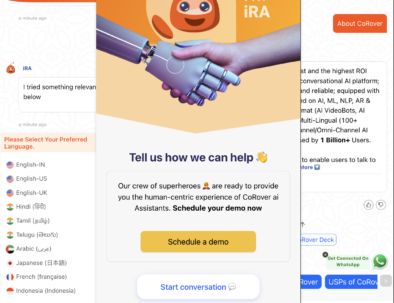 a minute ago
iRA
I tried something relevan
below
a minute ago
Please Select Your Preferred
Language.
English-IN
English-US
English-UK
Hindi (हिंदी)
Tamil (தமிழ்)
Telugu (తెలుగు)
Arabic (عربي)
Japanese (日本語)
French (française)
Indonesia (Indonesia)
iRA
Tell us how we can help 👋
Our crew of superheroes 🦸 are ready to provide
you the human-centric experience of CoRover ai
Assistants. Schedule your demo now
Schedule a demo
Start conversation 💬
About CoRover
st and the highest ROI
conversational AI platform;
and reliable; equipped with
ed on AI, ML, NLP, AR &
rmat (AI VideoBots, AI
Multi-Lingual (100+
nnel/Omni-Channel AI
sed by 1 Billion+ Users.
to enable users to talk to
Rover Deck
Get Connected On
WhatsApp
Rover
USPs of CoRov